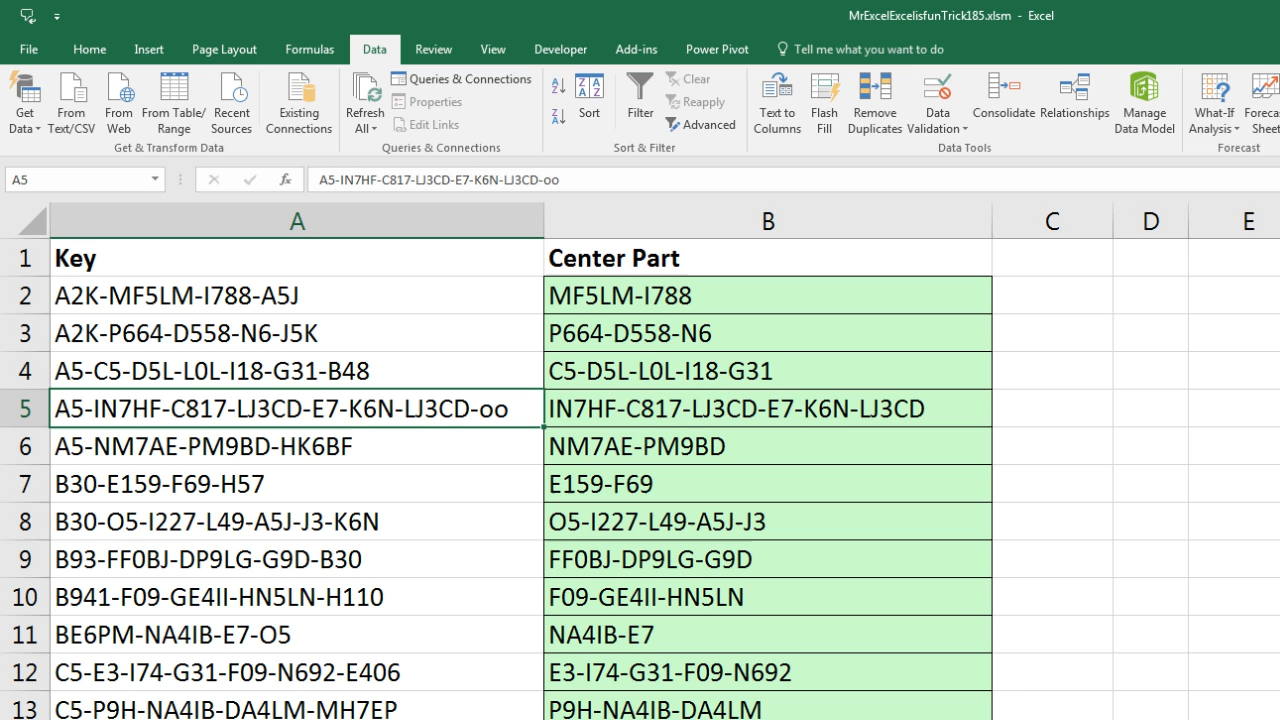 MrExcelExcelisfunTrick185.xlsm - Excel
File Home Insert Page Layout Formulas Data Review View Developer Add-ins Power Pivot Tell me what you want to do
Get Data
From Text/CSV
From Web
From Table/ Range
Recent Sources
Existing Connections
Get & Transform Data
Refresh All
Queries & Connections
Properties
Edit Links
Queries & Connections
Sort
Filter
Clear
Reapply
Advanced
Sort & Filter
Text to Columns
Flash Fill
Remove Duplicates
Data Validation
Consolidate
Relationships
Manage Data Model
Data Tools
What-If Analysis
Forecas
Sheet
Forecast
A5 fx A5-IN7HF-C817-LJ3CD-E7-K6N-LJ3CD-oo
A B C D E
1 Key Center Part
2 A2K-MF5LM-I788-A5J MF5LM-I788
3 A2K-P664-D558-N6-J5K P664-D558-N6
4 A5-C5-D5L-L0L-I18-G31-B48 C5-D5L-L0L-I18-G31
5 A5-IN7HF-C817-LJ3CD-E7-K6N-LJ3CD-oo IN7HF-C817-LJ3CD-E7-K6N-LJ3CD
6 A5-NM7AE-PM9BD-HK6BF NM7AE-PM9BD
7 B30-E159-F69-H57 E159-F69
8 B30-O5-I227-L49-A5J-J3-K6N O5-I227-L49-A5J-J3
9 B93-FF0BJ-DP9LG-G9D-B30 FF0BJ-DP9LG-G9D
10 B941-F09-GE4II-HN5LN-H110 F09-GE4II-HN5LN
11 BE6PM-NA4IB-E7-O5 NA4IB-E7
12 C5-E3-I74-G31-F09-N692-E406 E3-I74-G31-F09-N692
13 C5-P9H-NA4IB-DA4LM-MH7EP P9H-NA4IB-DA4LM